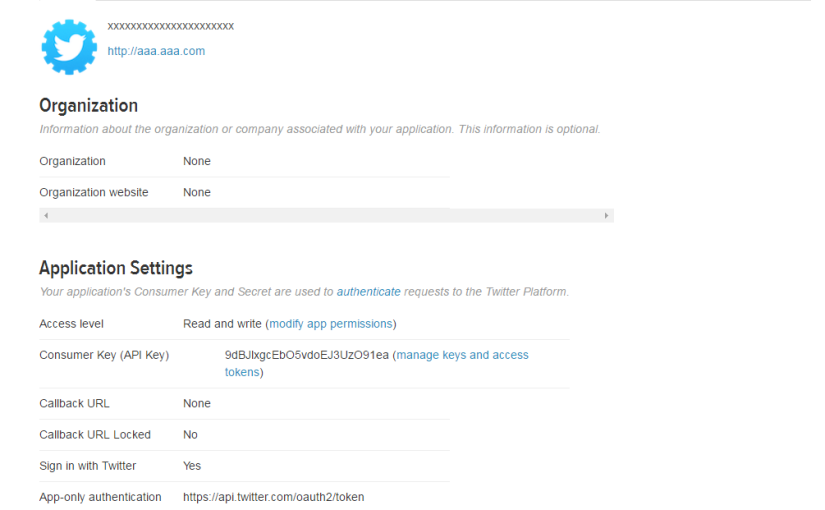 xxxxxxxxxxxxxxxxxxxxxx
http://aaa.aaa.com
Organization
Information about the organization or company associated with your application. This information is optional.
Organization None
Organization website None
Application Settings
Your application's Consumer Key and Secret are used to authenticate requests to the Twitter Platform.
Access level Read and write (modify app permissions)
Consumer Key (API Key) 9dBJlxgcEbO5vdoEJ3UzO91ea (manage keys and access
tokens)
Callback URL None
Callback URL Locked No
Sign in with Twitter Yes
App-only authentication https://api.twitter.com/oauth2/token